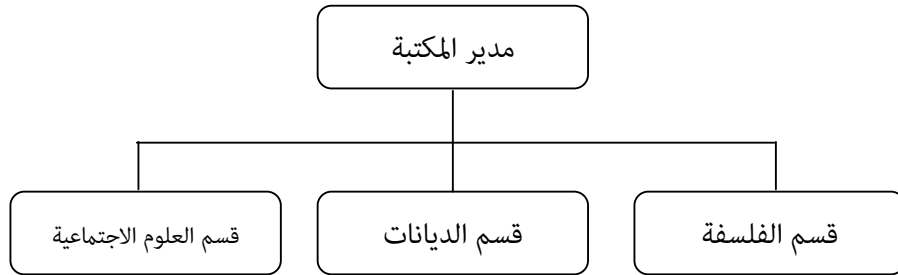 مدير المكتبة
قسم الفلسفة
قسم الديانات
قسم العلوم الاجتماعية